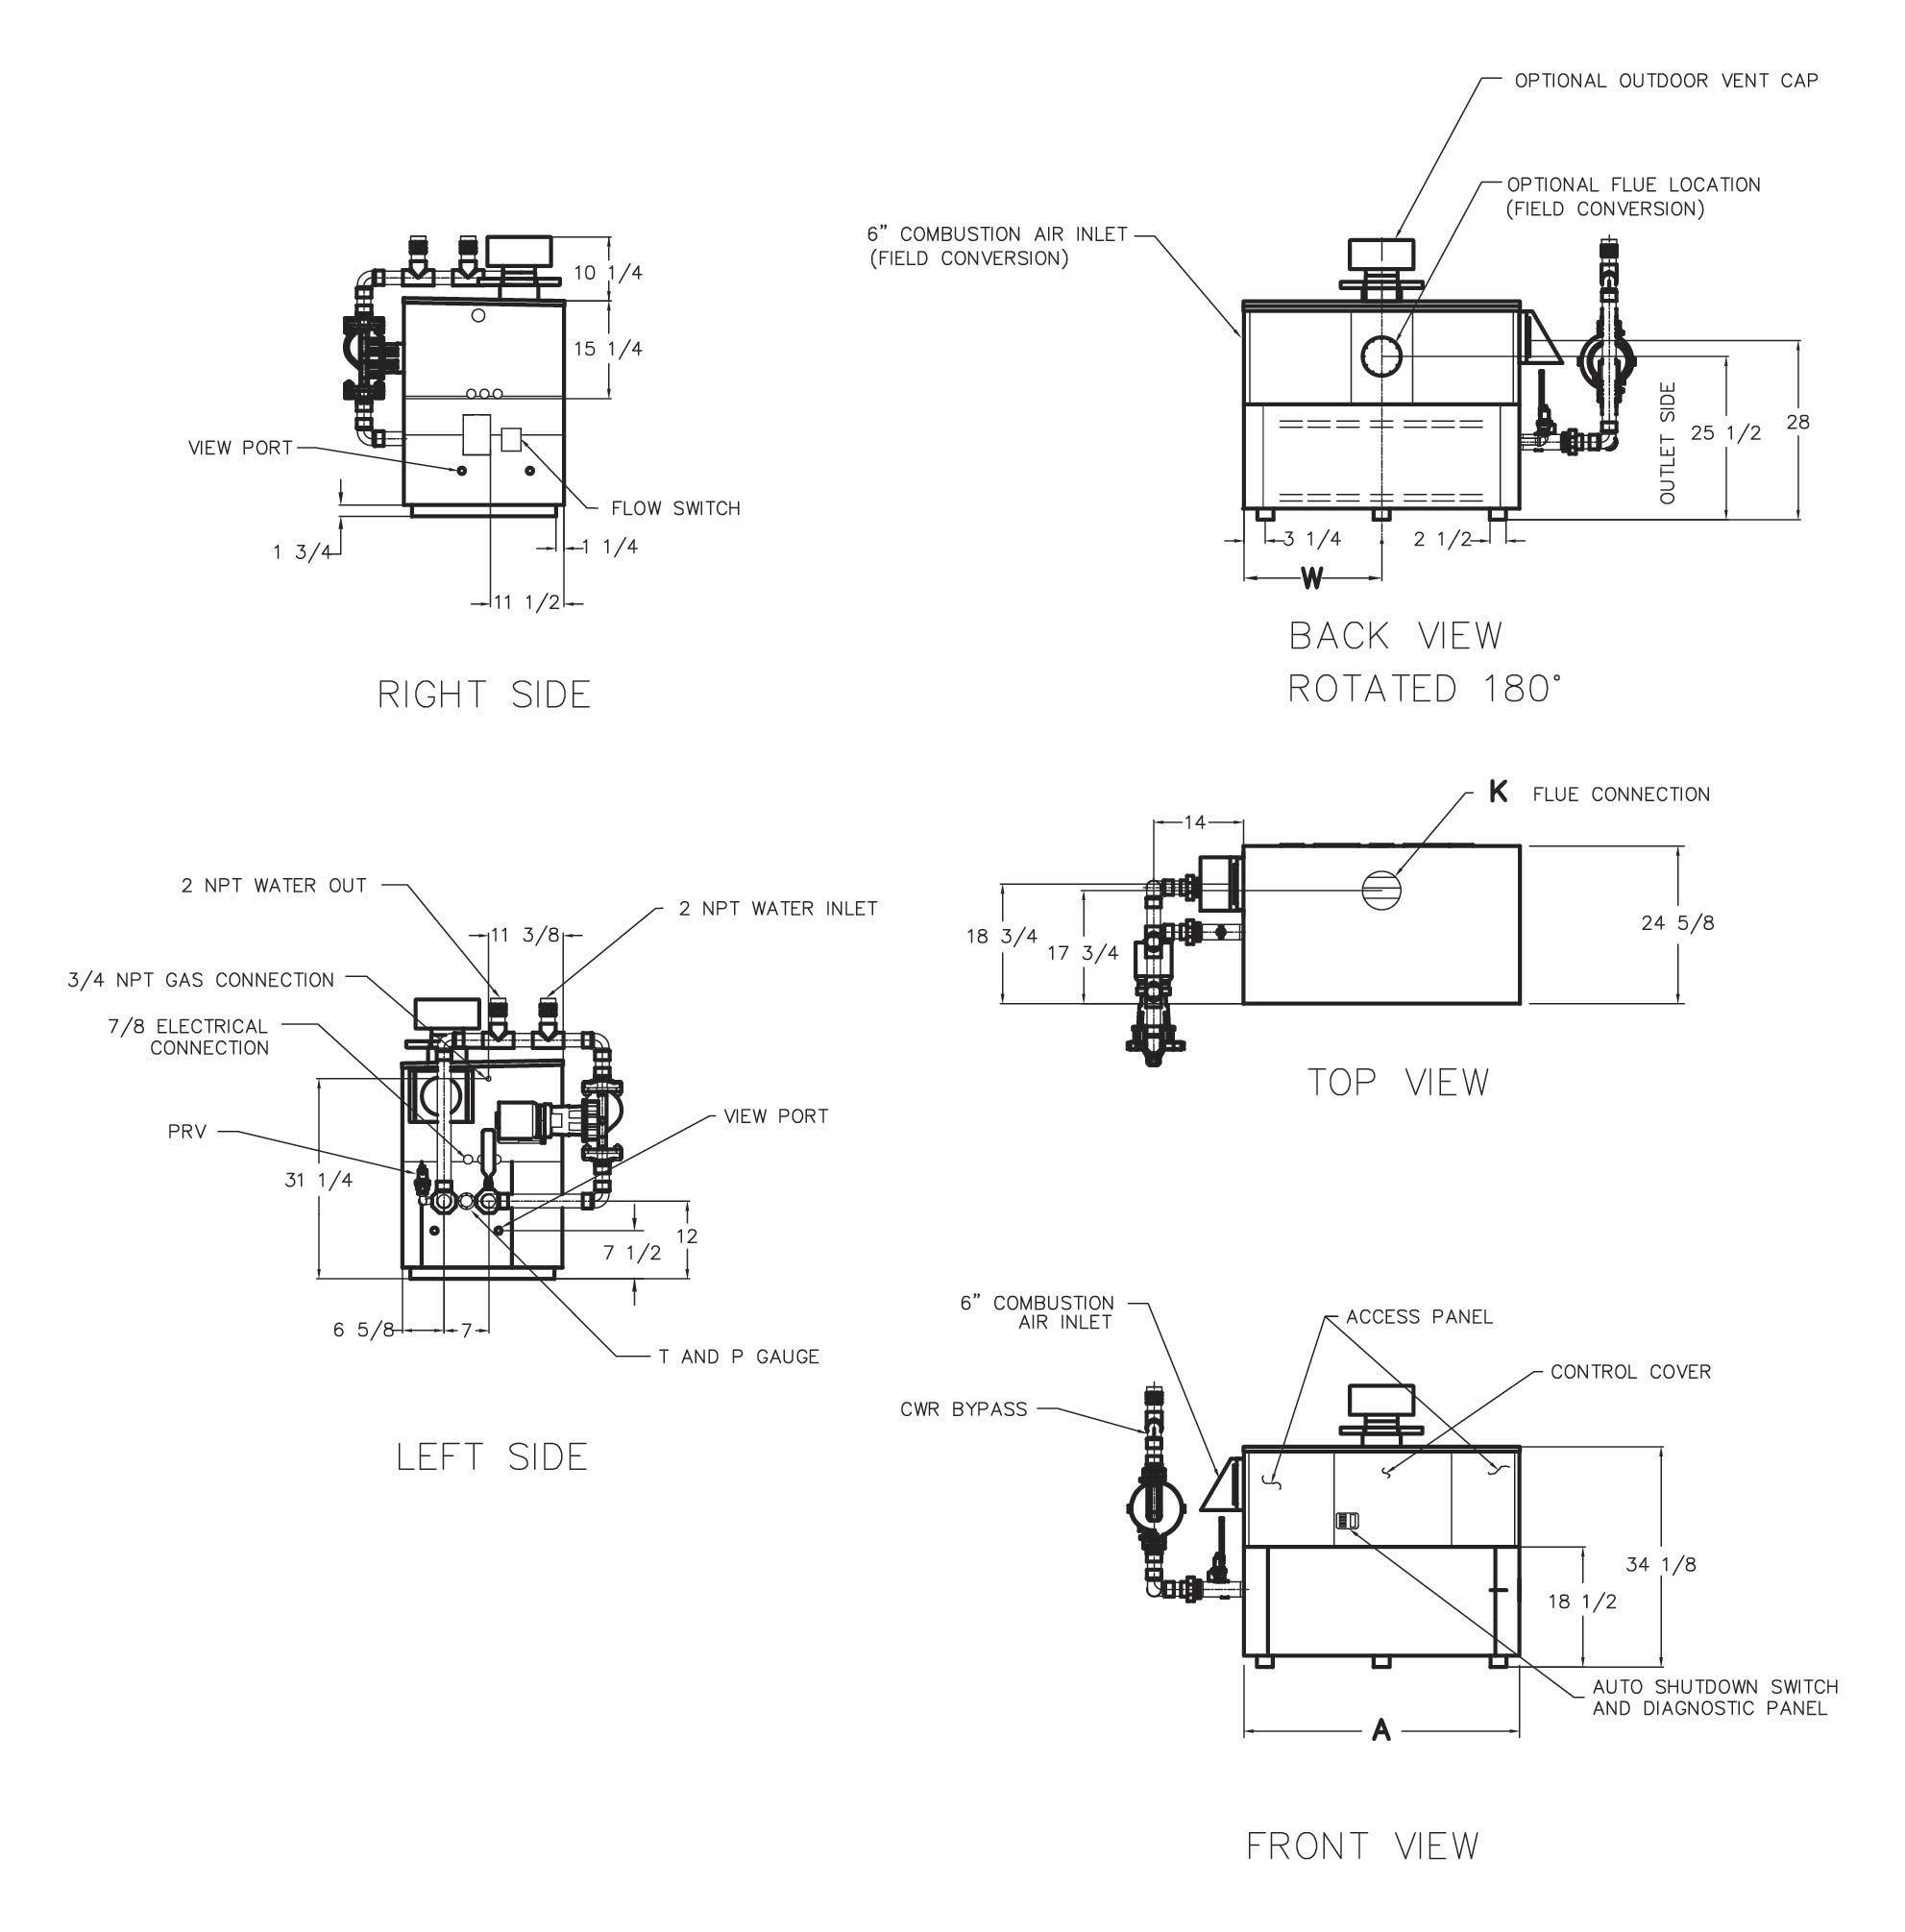 OPTIONAL OUTDOOR VENT CAP
OPTIONAL FLUE LOCATION
(FIELD CONVERSION)
6” COMBUSTION AIR INLET
(FIELD CONVERSION)
10 1/4
15 1/4
VIEW PORT
FLOW SWITCH
1 3/4
1 1/4
11 1/2
RIGHT SIDE
OUTLET SIDE
25 1/2
28
3 1/4
2 1/2
W
BACK VIEW
ROTATED 180°
K FLUE CONNECTION
14
18 3/4
17 3/4
24 5/8
TOP VIEW
2 NPT WATER OUT
2 NPT WATER INLET
11 3/8
3/4 NPT GAS CONNECTION
7/8 ELECTRICAL
CONNECTION
PRV
VIEW PORT
31 1/4
12
7 1/2
6 5/8
7
T AND P GAUGE
LEFT SIDE
6” COMBUSTION
AIR INLET
ACCESS PANEL
CONTROL COVER
CWR BYPASS
34 1/8
18 1/2
AUTO SHUTDOWN SWITCH
AND DIAGNOSTIC PANEL
A
FRONT VIEW